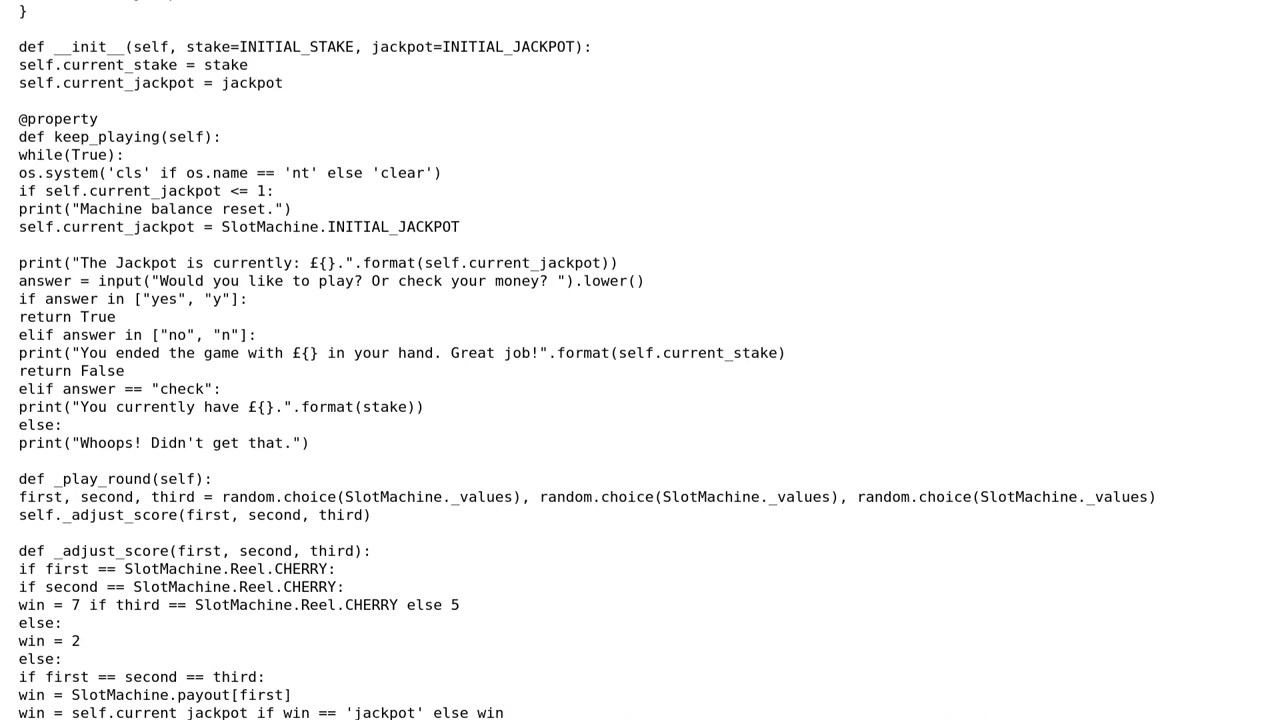 }
def __init__(self, stake=INITIAL_STAKE, jackpot=INITIAL_JACKPOT):
self.current_stake = stake
self.current_jackpot = jackpot
@property
def keep_playing(self):
while(True):
os.system('cls' if os.name == 'nt' else 'clear')
if self.current_jackpot <= 1:
print("Machine balance reset.")
self.current_jackpot = SlotMachine.INITIAL_JACKPOT
print("The Jackpot is currently: £{}.".format(self.current_jackpot))
answer = input("Would you like to play? Or check your money? ").lower()
if answer in ["yes", "y"]:
return True
elif answer in ["no", "n"]:
print("You ended the game with £{} in your hand. Great job!".format(self.current_stake)
return False
elif answer == "check":
print("You currently have £{}.".format(stake))
else:
print("Whoops! Didn't get that.")
def _play_round(self):
first, second, third = random.choice(SlotMachine._values), random.choice(SlotMachine._values), random.choice(SlotMachine._values)
self._adjust_score(first, second, third)
def _adjust_score(first, second, third):
if first == SlotMachine.Reel.CHERRY:
if second == SlotMachine.Reel.CHERRY:
win = 7 if third == SlotMachine.Reel.CHERRY else 5
else:
win = 2
else:
if first == second == third:
win = SlotMachine.payout[first]
win = self.current_jackpot if win == 'jackpot' else win